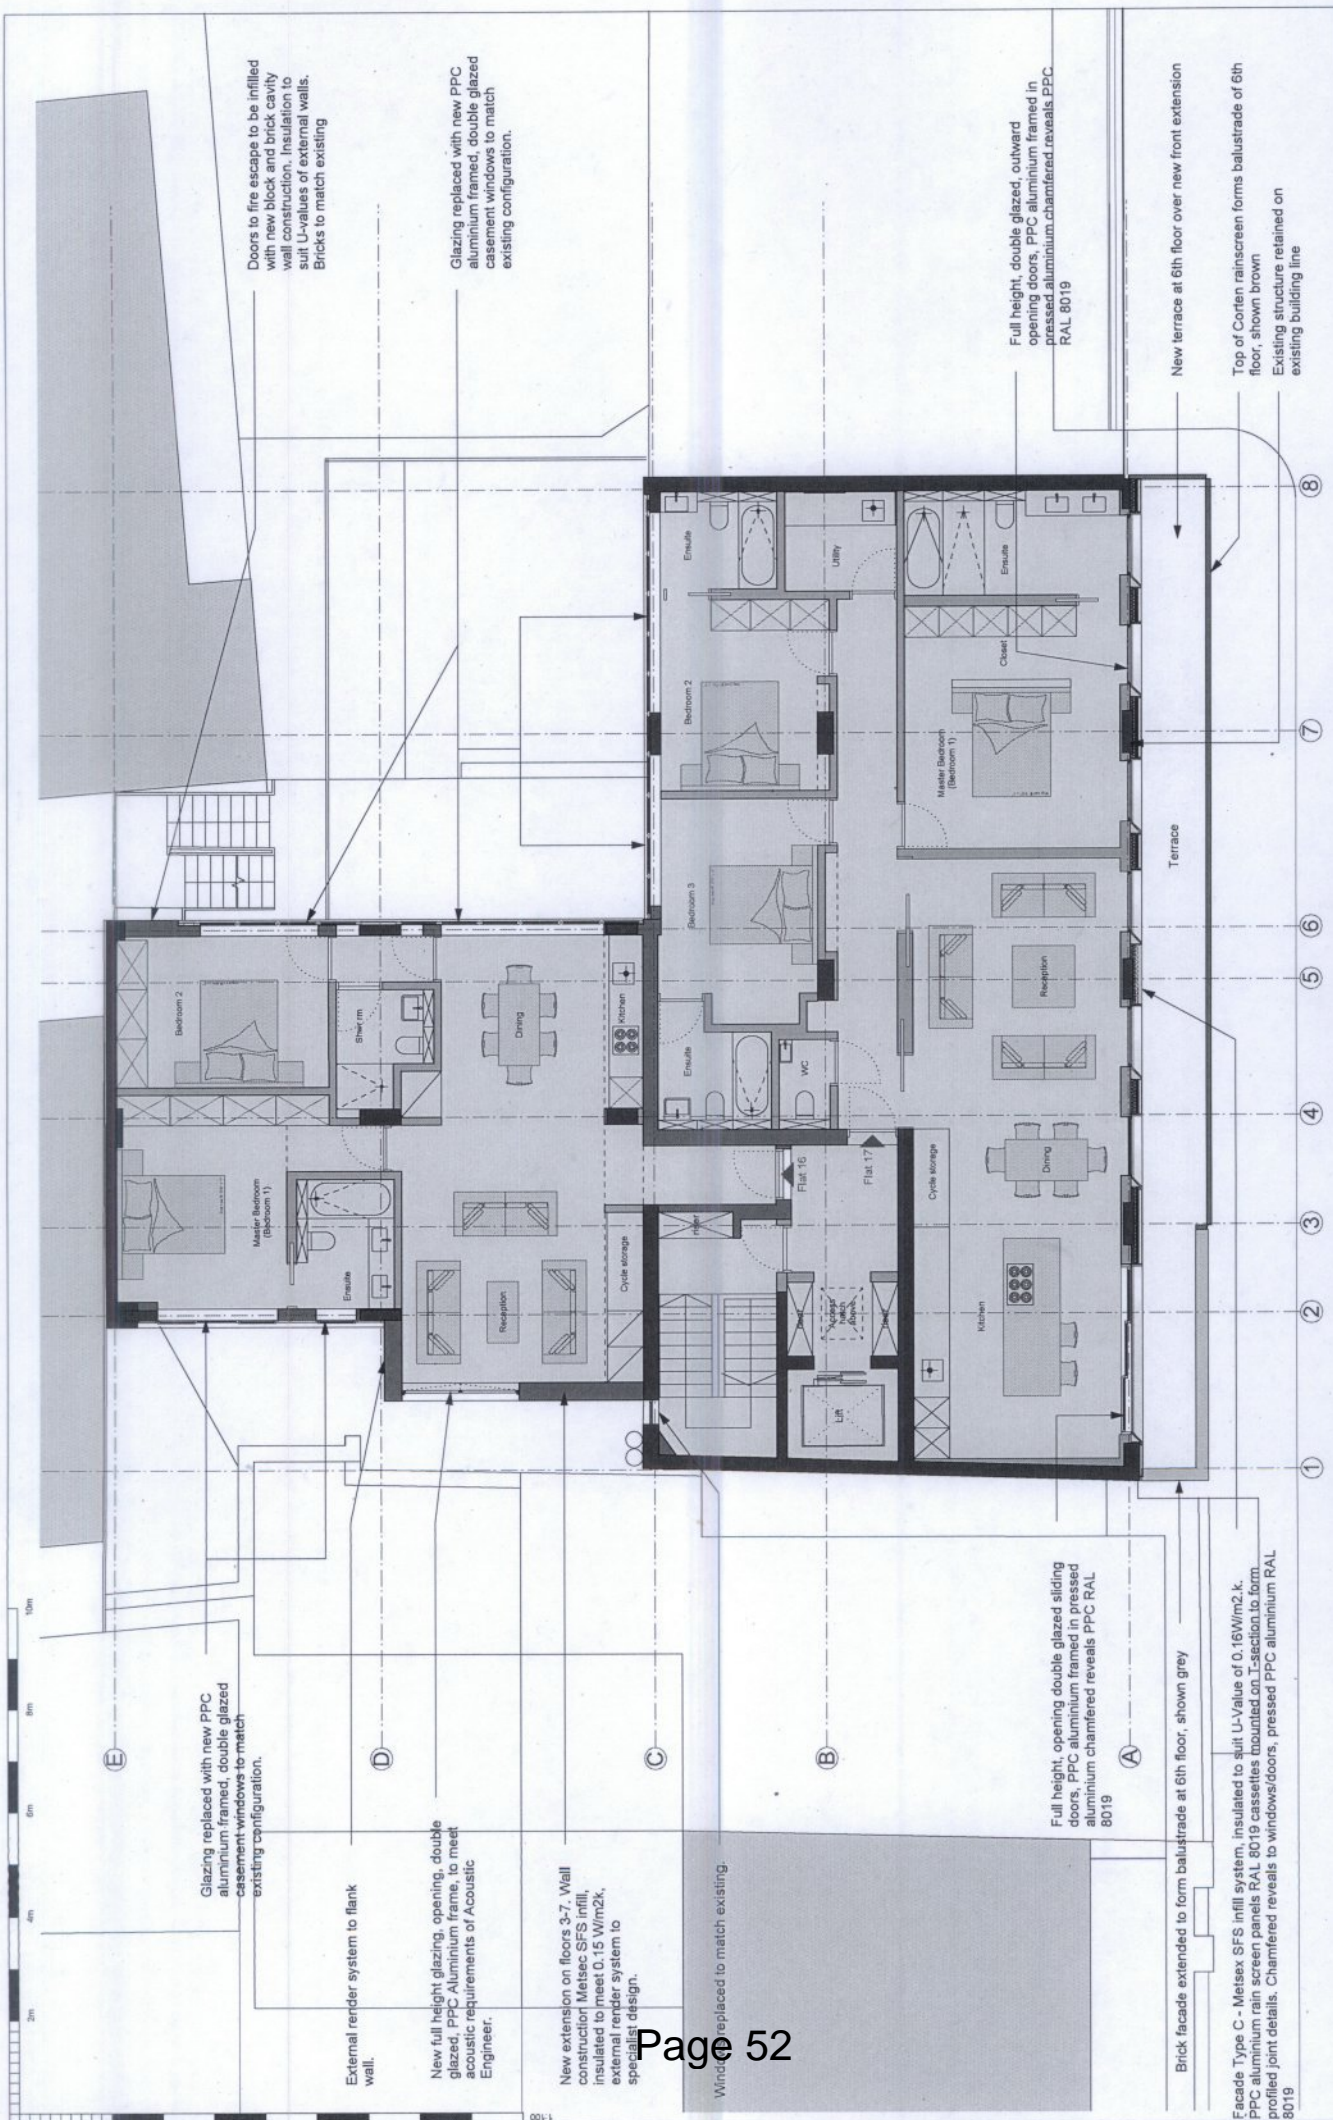 Doors to fire escape to be infilled
with new block and brick cavity
wall construction. Insulation to
suit U-values of external walls.
Bricks to match existing
Glazing replaced with new PPC
aluminium framed, double glazed
casement windows to match
existing configuration.
Full height, double glazed, outward
opening doors, PPC aluminium framed in
pressed aluminium chamfered reveals PPC
RAL 8019
New terrace at 6th floor over new front extension
Top of Corten rainscreen forms balustrade of 6th
floor, shown brown
Existing structure retained on
existing building line
Bedroom 2
Shwr rm
Dining
Kitchen
Master Bedroom
(Bedroom 1)
Ensuite
Reception
Cycle storage
Ensuite
Utility
Ensuite
Bedroom 2
Closet
Master Bedroom
(Bedroom 1)
Bedroom 3
Terrace
Ensuite
WC
Reception
Flat 16
Flat 17
Cycle storage
Dining
riser
Access
hatch
above
Lift
Kitchen
8
7
6
5
4
3
2
1
E
D
C
B
A
2m
4m
6m
8m
10m
1:100
Glazing replaced with new PPC
aluminium framed, double glazed
casement windows to match
existing configuration.
External render system to flank
wall.
New full height glazing, opening, double
glazed, PPC Aluminium frame, to meet
acoustic requirements of Acoustic
Engineer.
New extension on floors 3-7. Wall
construction Metsec SFS infill,
insulated to meet 0.15 W/m2k,
external render system to
specialist design.
replaced to match existing.
Full height, opening double glazed sliding
doors, PPC aluminium framed in pressed
aluminium chamfered reveals PPC RAL
8019
Brick facade extended to form balustrade at 6th floor, shown grey
Facade Type C - Metsex SFS infill system, insulated to suit U-Value of 0.16W/m2.k.
PPC aluminium rain screen panels RAL 8019 cassettes mounted on T-section to form
profiled joint details. Chamfered reveals to windows/doors, pressed PPC aluminium RAL
8019
Page 52